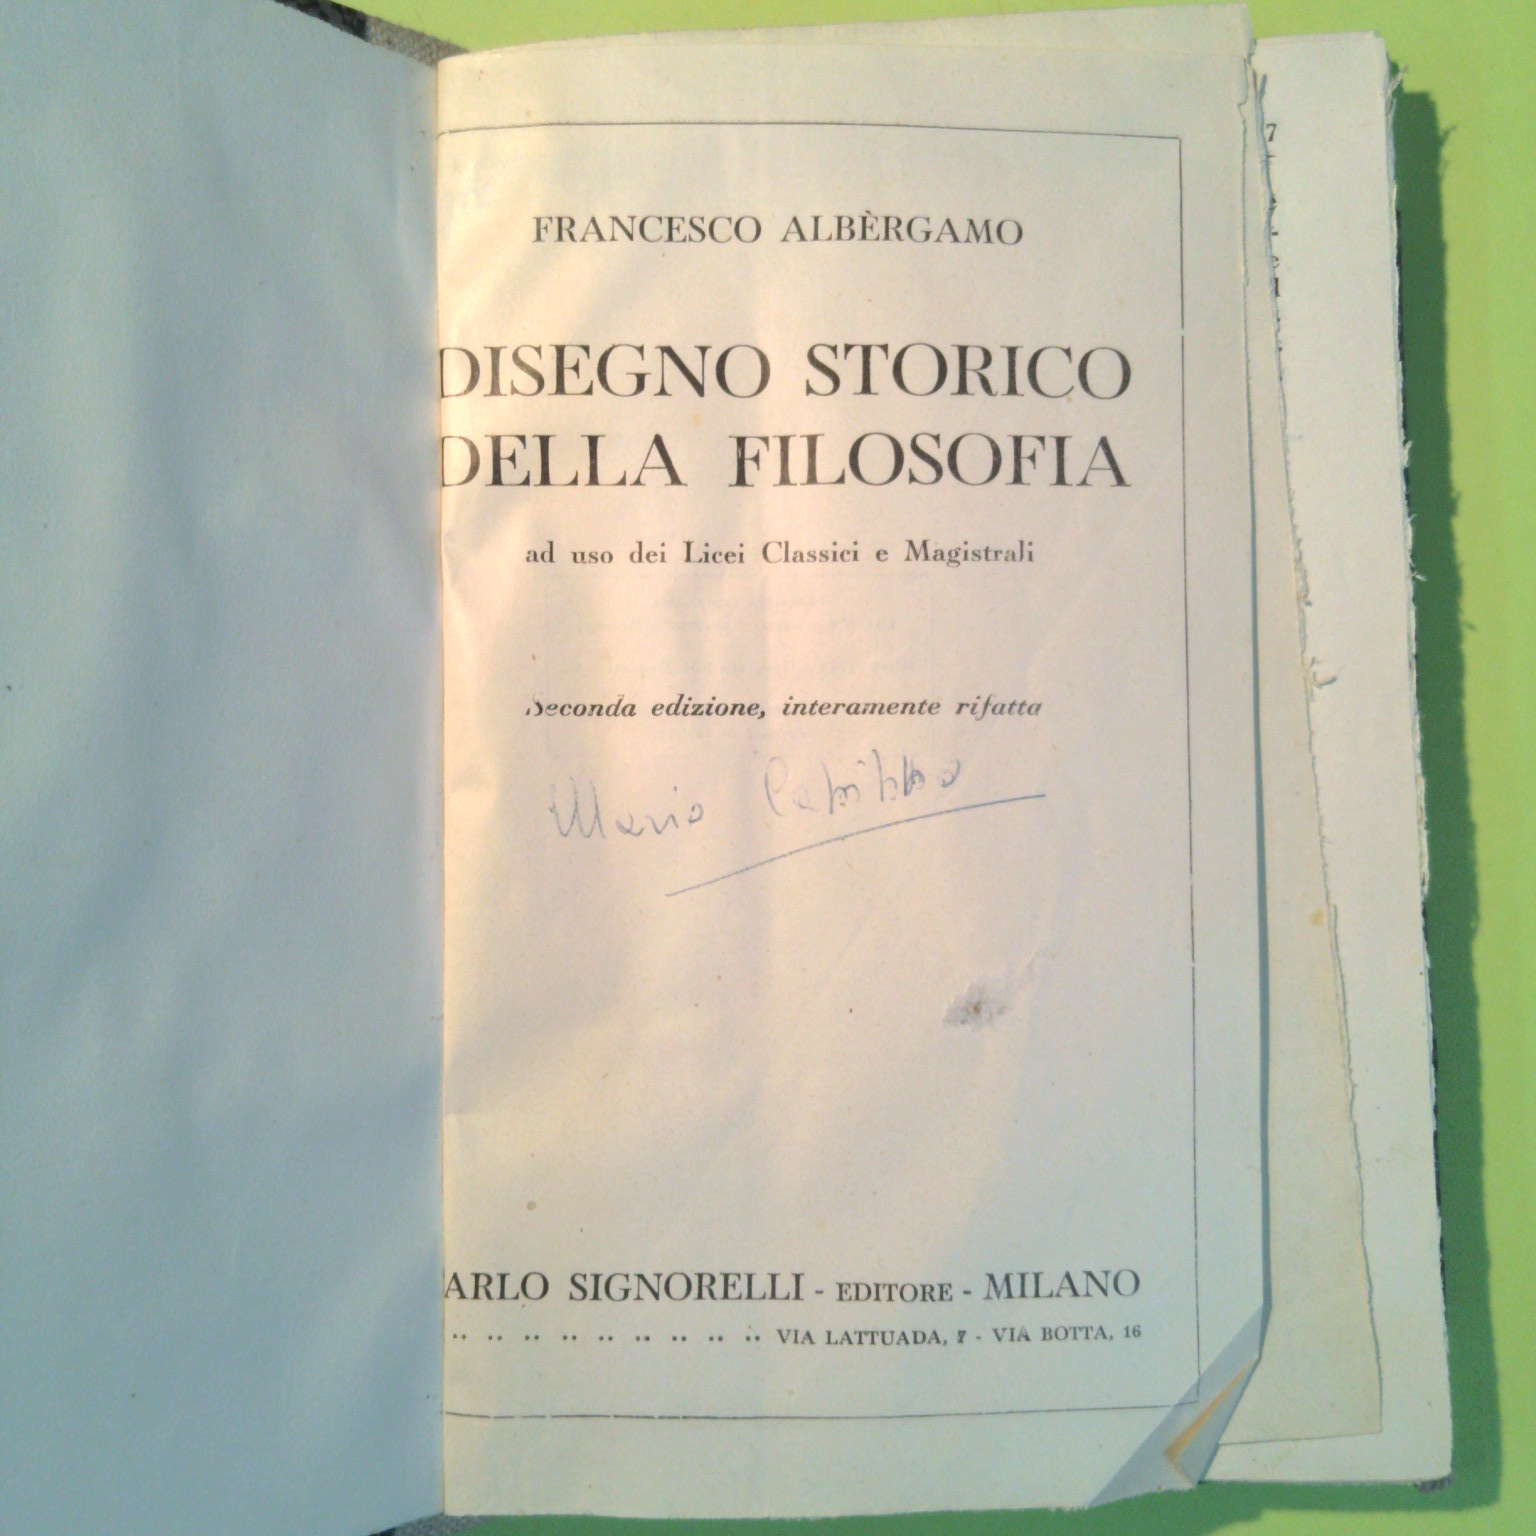 FRANCESCO ALBÈRGAMO
DISEGNO STORICO
DELLA FILOSOFIA
ad uso dei Licei Classici e Magistrali
Seconda edizione, interamente rifatta
Mario
ARLO SIGNORELLI - EDITORE - MILANO
VIA LATTUADA, 7 - VIA BOTTA, 16